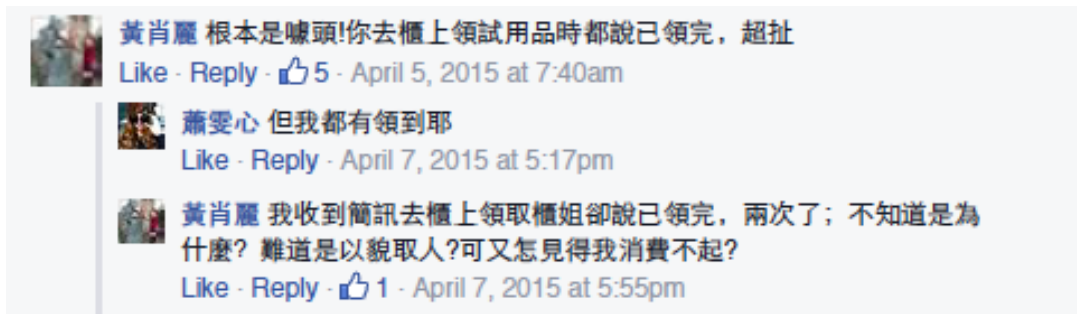 黃肖麗 根本是噱頭!你去櫃上領試用品時都說已領完，超扯
Like · Reply · 5 · April 5, 2015 at 7:40am
蕭雯心 但我都有領到耶
Like · Reply · April 7, 2015 at 5:17pm
黃肖麗 我收到簡訊去櫃上領取櫃姐卻說已領完，兩次了；不知道是為
什麼？難道是以貌取人?可又怎見得我消費不起?
Like · Reply · 1 · April 7, 2015 at 5:55pm